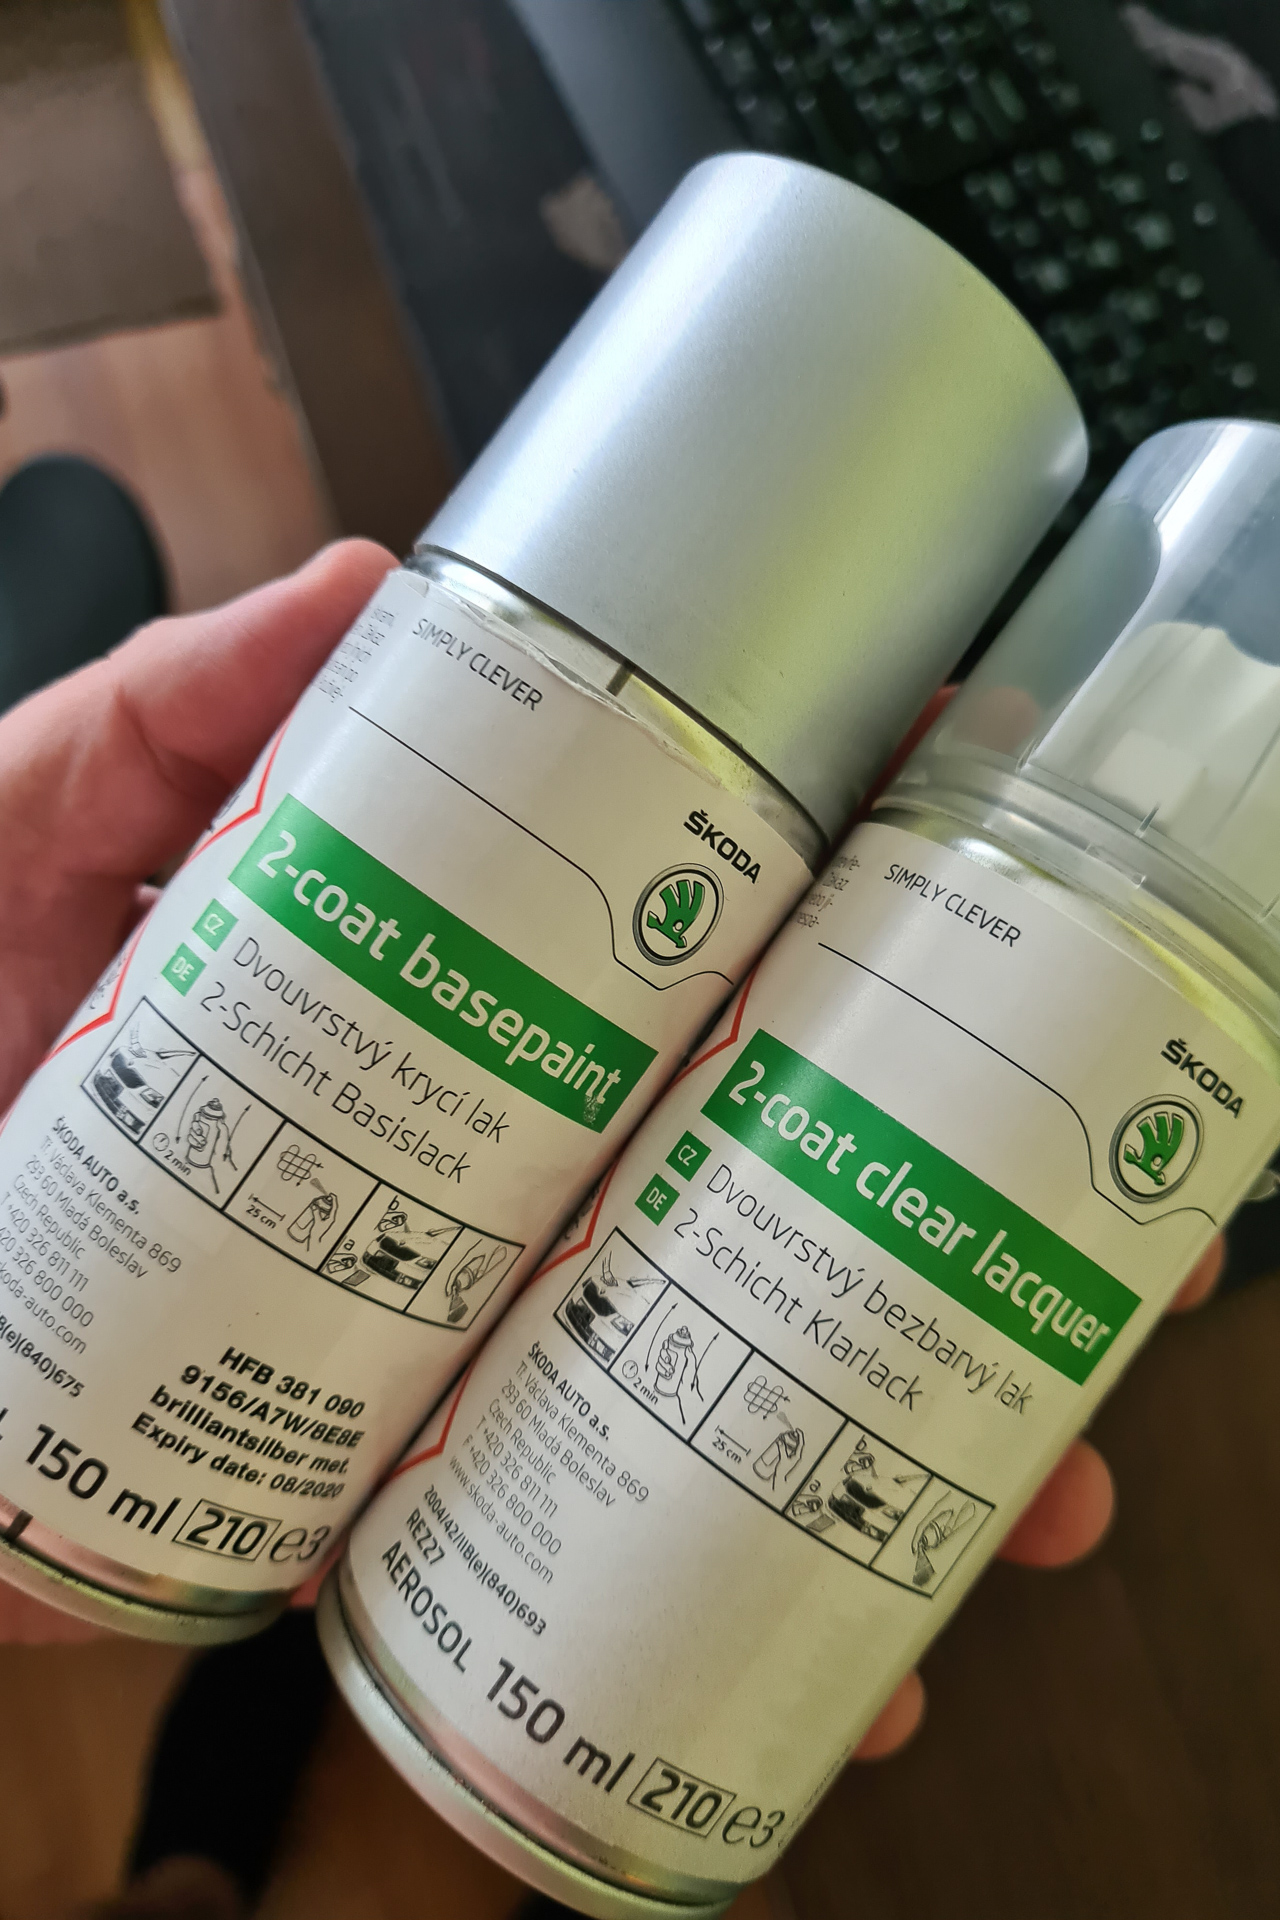 SIMPLY CLEVER
ŠKODA
2-coat basepaint
CZ Dvouvrstvý krycí lak
DE 2-Schicht Basislack
2 min
25 cm
a
b
ŠKODA AUTO a.s.
Tř. Václava Klementa 869
293 60 Mladá Boleslav
Czech Republic
T +420 326 811 111
420 326 800 000
koda-auto.com
B(e)(840)675
HFB 381 090
9156/A7W/8E8E
brilliantsilber met.
Expiry date: 08/2020
L 150 ml 210 e3
SIMPLY CLEVER
ŠKODA
2-coat clear lacquer
CZ Dvouvrstvý bezbarvý lak
DE 2-Schicht Klarlack
2 min
25 cm
a
b
ŠKODA AUTO a.s.
Tř. Václava Klementa 869
293 60 Mladá Boleslav
Czech Republic
T +420 326 811 111
F +420 326 800 000
www.skoda-auto.com
2004/42/IIB(e)(840)693
REZ27
AEROSOL 150 ml 210 e3